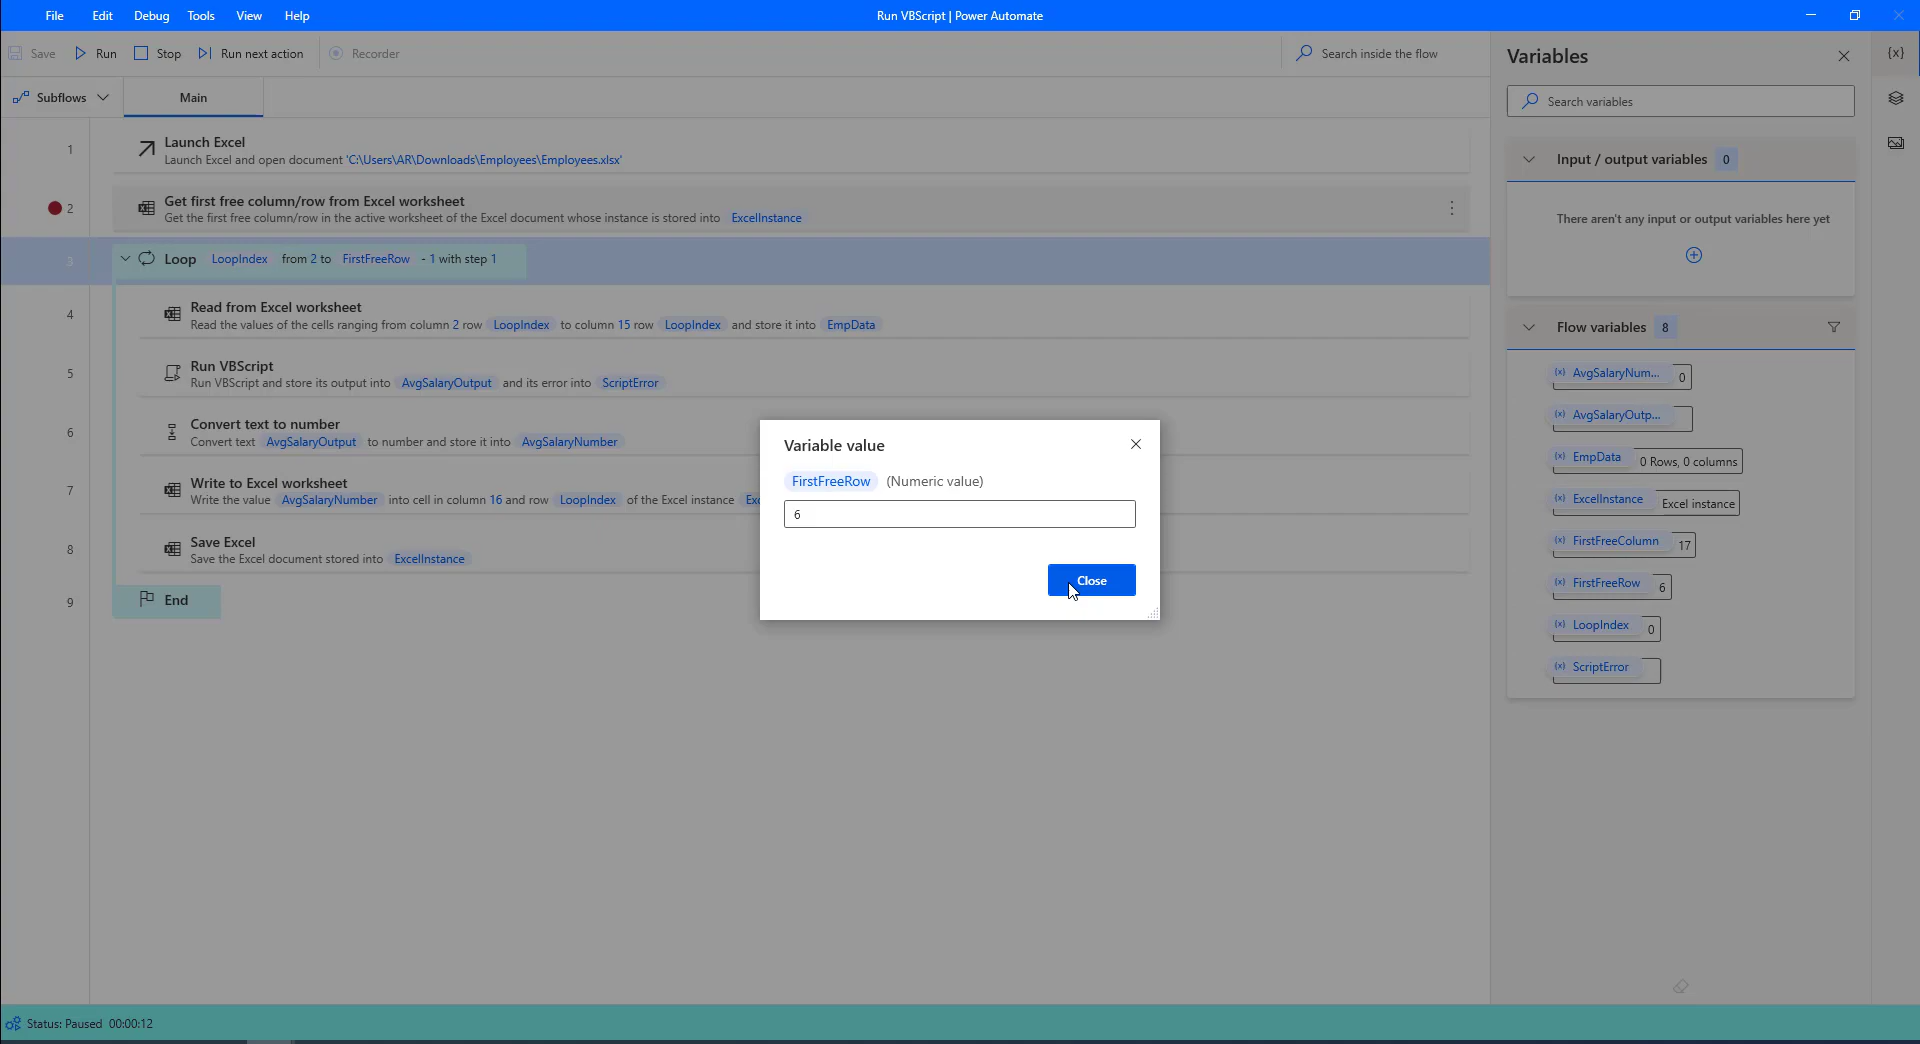 File Edit Debug Tools View Help Run VBScript | Power Automate
Save Run Stop Run next action Recorder Search inside the flow
Subflows Main
1 Launch Excel
Launch Excel and open document 'C:\Users\AR\Downloads\Employees\Employees.xlsx'
2 Get first free column/row from Excel worksheet
Get the first free column/row in the active worksheet of the Excel document whose instance is stored into ExcelInstance
3 Loop LoopIndex from 2 to FirstFreeRow - 1 with step 1
4 Read from Excel worksheet
Read the values of the cells ranging from column 2 row LoopIndex to column 15 row LoopIndex and store it into EmpData
5 Run VBScript
Run VBScript and store its output into AvgSalaryOutput and its error into ScriptError
6 Convert text to number
Convert text AvgSalaryOutput to number and store it into AvgSalaryNumber
7 Write to Excel worksheet
Write the value AvgSalaryNumber into cell in column 16 and row LoopIndex of the Excel instance
8 Save Excel
Save the Excel document stored into ExcelInstance
9 End
Variable value
FirstFreeRow (Numeric value)
6
Close
Variables {x}
Search variables
Input / output variables 0
There aren't any input or output variables here yet
Flow variables 8
(x) AvgSalaryNum... 0
(x) AvgSalaryOutp...
(x) EmpData 0 Rows, 0 columns
(x) ExcelInstance Excel instance
(x) FirstFreeColumn 17
(x) FirstFreeRow 6
(x) LoopIndex 0
(x) ScriptError
Status: Paused 00:00:12